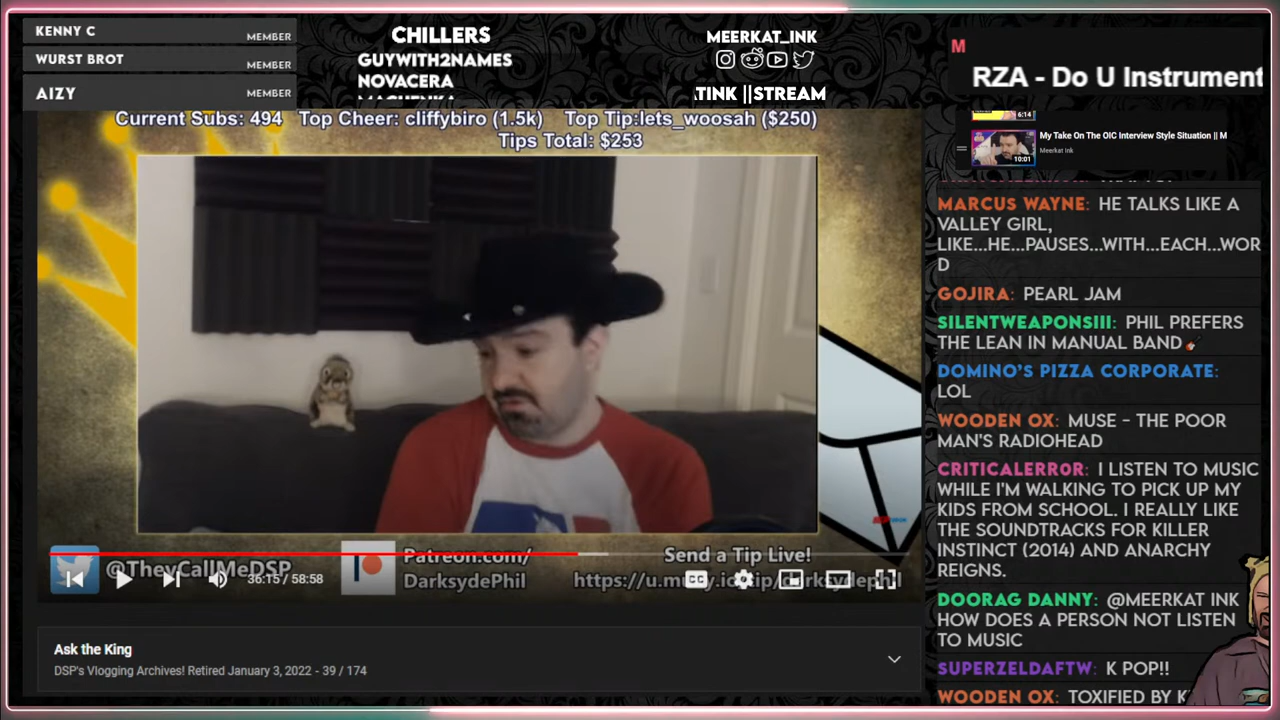 KENNY C
MEMBER
WURST BROT
MEMBER
AIZY
MEMBER
CHILLERS
GUYWITH2NAMES
NOVACERA
MEERKAT_INK
TINK ||STREAM
M
RZA - Do U Instrument
6:14
My Take On The OIC Interview Style Situation || M
Meerkat Ink
10:01
Current Subs: 494 Top Cheer: cliffybiro (1.5k) Top Tip:lets_woosah ($250)
Tips Total: $253
@TheyCallMeDSP
Patreon.com/
DarksydePhil
Send a Tip Live!
36:15 / 58:58
CC
Ask the King
DSP's Vlogging Archives! Retired January 3, 2022 - 39 / 174
MARCUS WAYNE: HE TALKS LIKE A
VALLEY GIRL,
LIKE...HE...PAUSES...WITH...EACH...WOR
D
GOJIRA: PEARL JAM
SILENTWEAPONSIII: PHIL PREFERS
THE LEAN IN MANUAL BAND
DOMINO'S PIZZA CORPORATE:
LOL
WOODEN OX: MUSE - THE POOR
MAN'S RADIOHEAD
CRITICALERR0R: I LISTEN TO MUSIC
WHILE I'M WALKING TO PICK UP MY
KIDS FROM SCHOOL. I REALLY LIKE
THE SOUNDTRACKS FOR KILLER
INSTINCT (2014) AND ANARCHY
REIGNS.
DOORAG DANNY: @MEERKAT INK
HOW DOES A PERSON NOT LISTEN
TO MUSIC
SUPERZELDAFTW: K POP!!
WOODEN OX: TOXIFIED BY